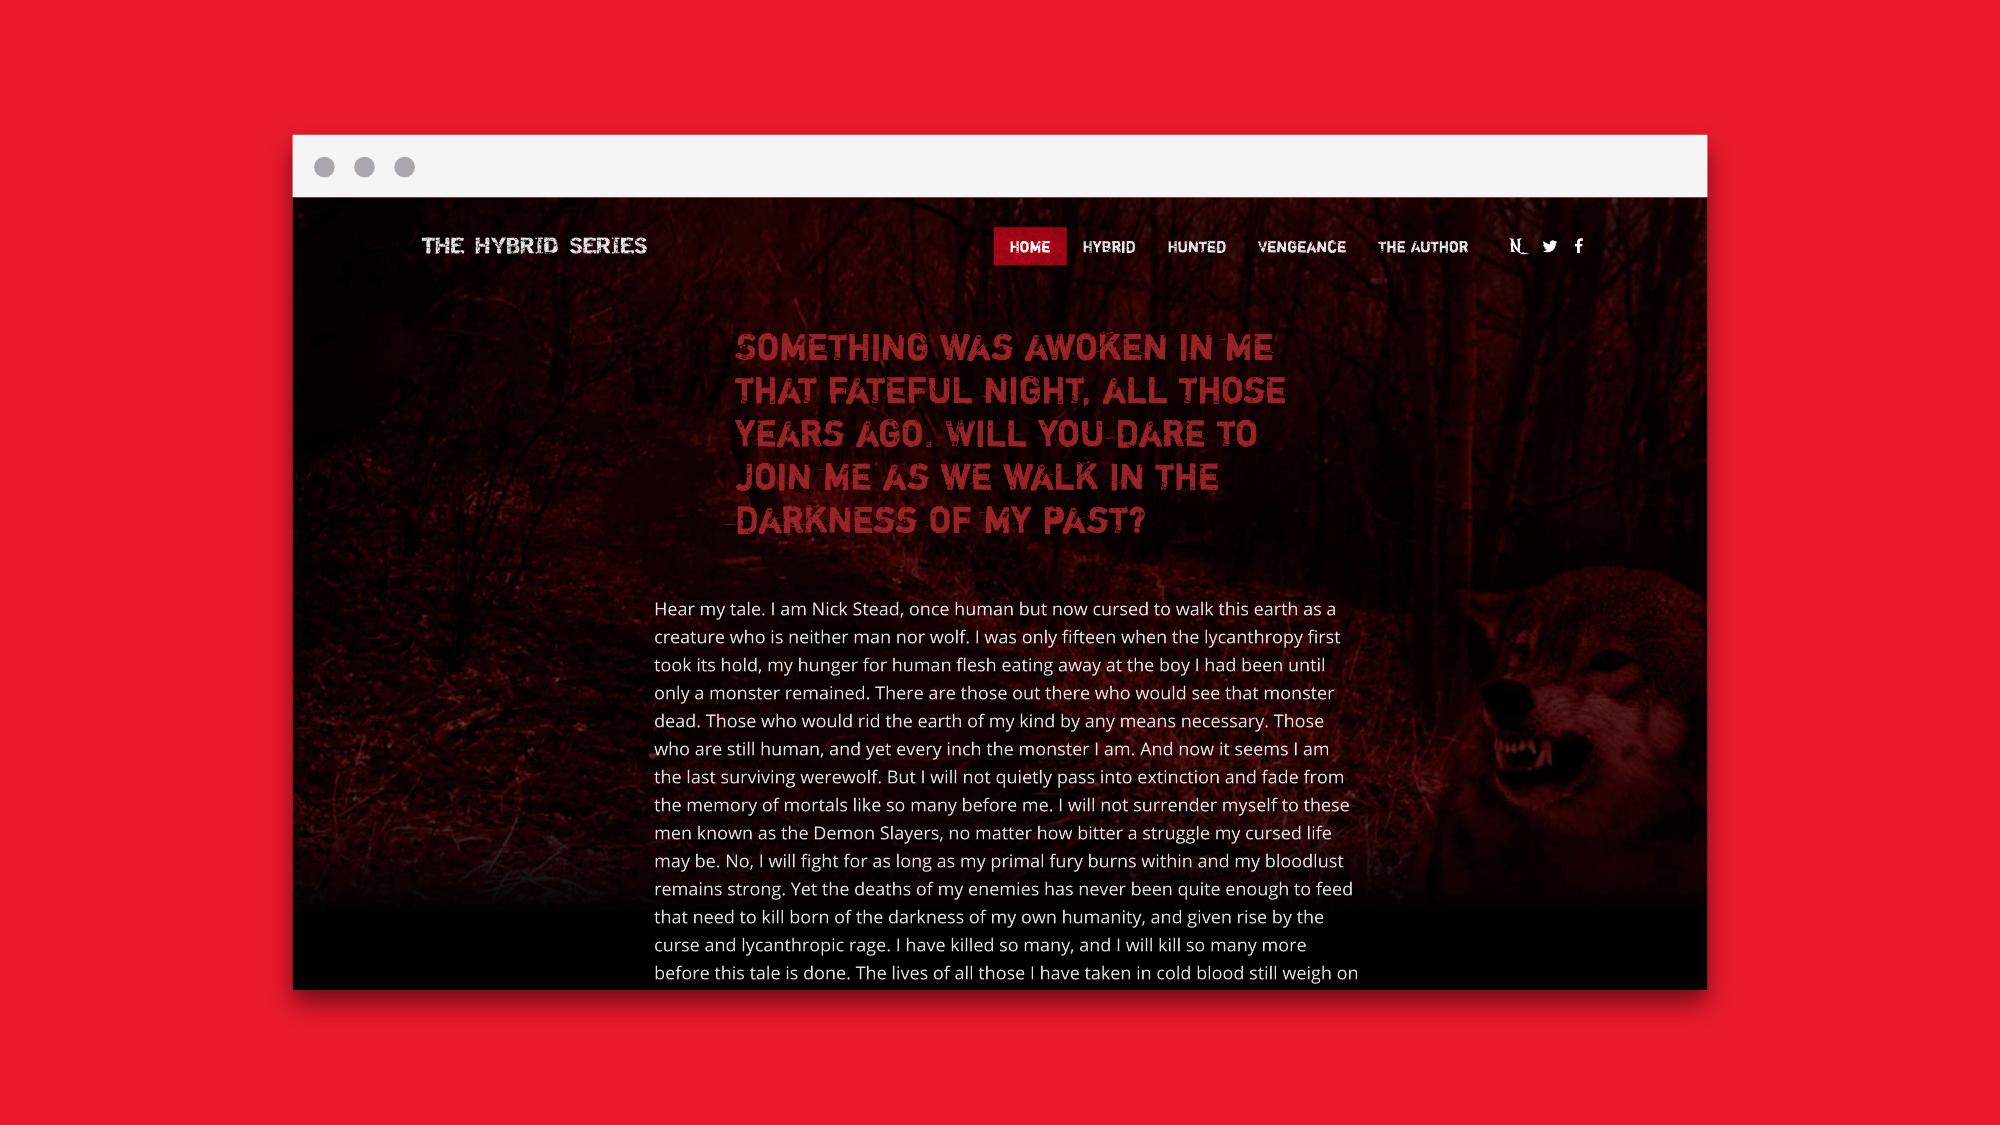 THE HYBRID SERIES
HOME HYBRID HUNTED VENGEANCE THE AUTHOR N
SOMETHING WAS AWOKEN IN ME
THAT FATEFUL NIGHT, ALL THOSE
YEARS AGO. WILL YOU DARE TO
JOIN ME AS WE WALK IN THE
DARKNESS OF MY PAST?
Hear my tale. I am Nick Stead, once human but now cursed to walk this earth as a
creature who is neither man nor wolf. I was only fifteen when the lycanthropy first
took its hold, my hunger for human flesh eating away at the boy I had been until
only a monster remained. There are those out there who would see that monster
dead. Those who would rid the earth of my kind by any means necessary. Those
who are still human, and yet every inch the monster I am. And now it seems I am
the last surviving werewolf. But I will not quietly pass into extinction and fade from
the memory of mortals like so many before me. I will not surrender myself to these
men known as the Demon Slayers, no matter how bitter a struggle my cursed life
may be. No, I will fight for as long as my primal fury burns within and my bloodlust
remains strong. Yet the deaths of my enemies has never been quite enough to feed
that need to kill born of the darkness of my own humanity, and given rise by the
curse and lycanthropic rage. I have killed so many, and I will kill so many more
before this tale is done. The lives of all those I have taken in cold blood still weigh on